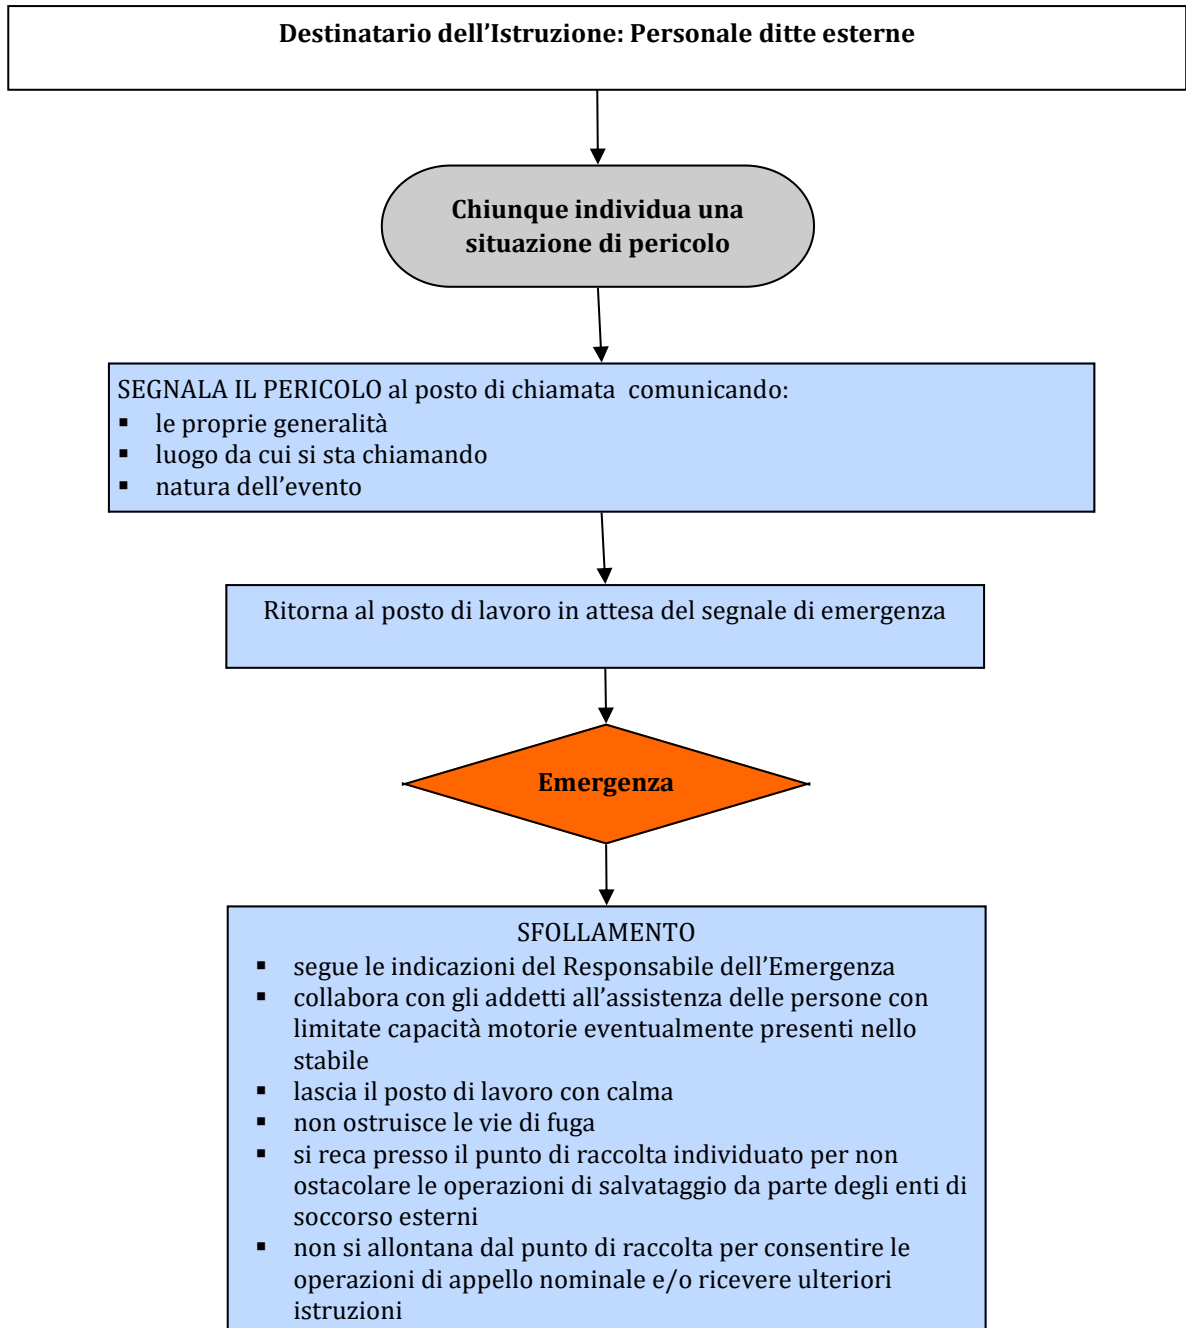 Destinatario dell’Istruzione: Personale ditte esterne
Chiunque individua una
situazione di pericolo
SEGNALA IL PERICOLO al posto di chiamata  comunicando:
▪ le proprie generalità
▪ luogo da cui si sta chiamando
▪ natura dell’evento
Ritorna al posto di lavoro in attesa del segnale di emergenza
Emergenza
SFOLLAMENTO
▪ segue le indicazioni del Responsabile dell’Emergenza
▪ collabora con gli addetti all’assistenza delle persone con
limitate capacità motorie eventualmente presenti nello
stabile
▪ lascia il posto di lavoro con calma
▪ non ostruisce le vie di fuga
▪ si reca presso il punto di raccolta individuato per non
ostacolare le operazioni di salvataggio da parte degli enti di
soccorso esterni
▪ non si allontana dal punto di raccolta per consentire le
operazioni di appello nominale e/o ricevere ulteriori
istruzioni